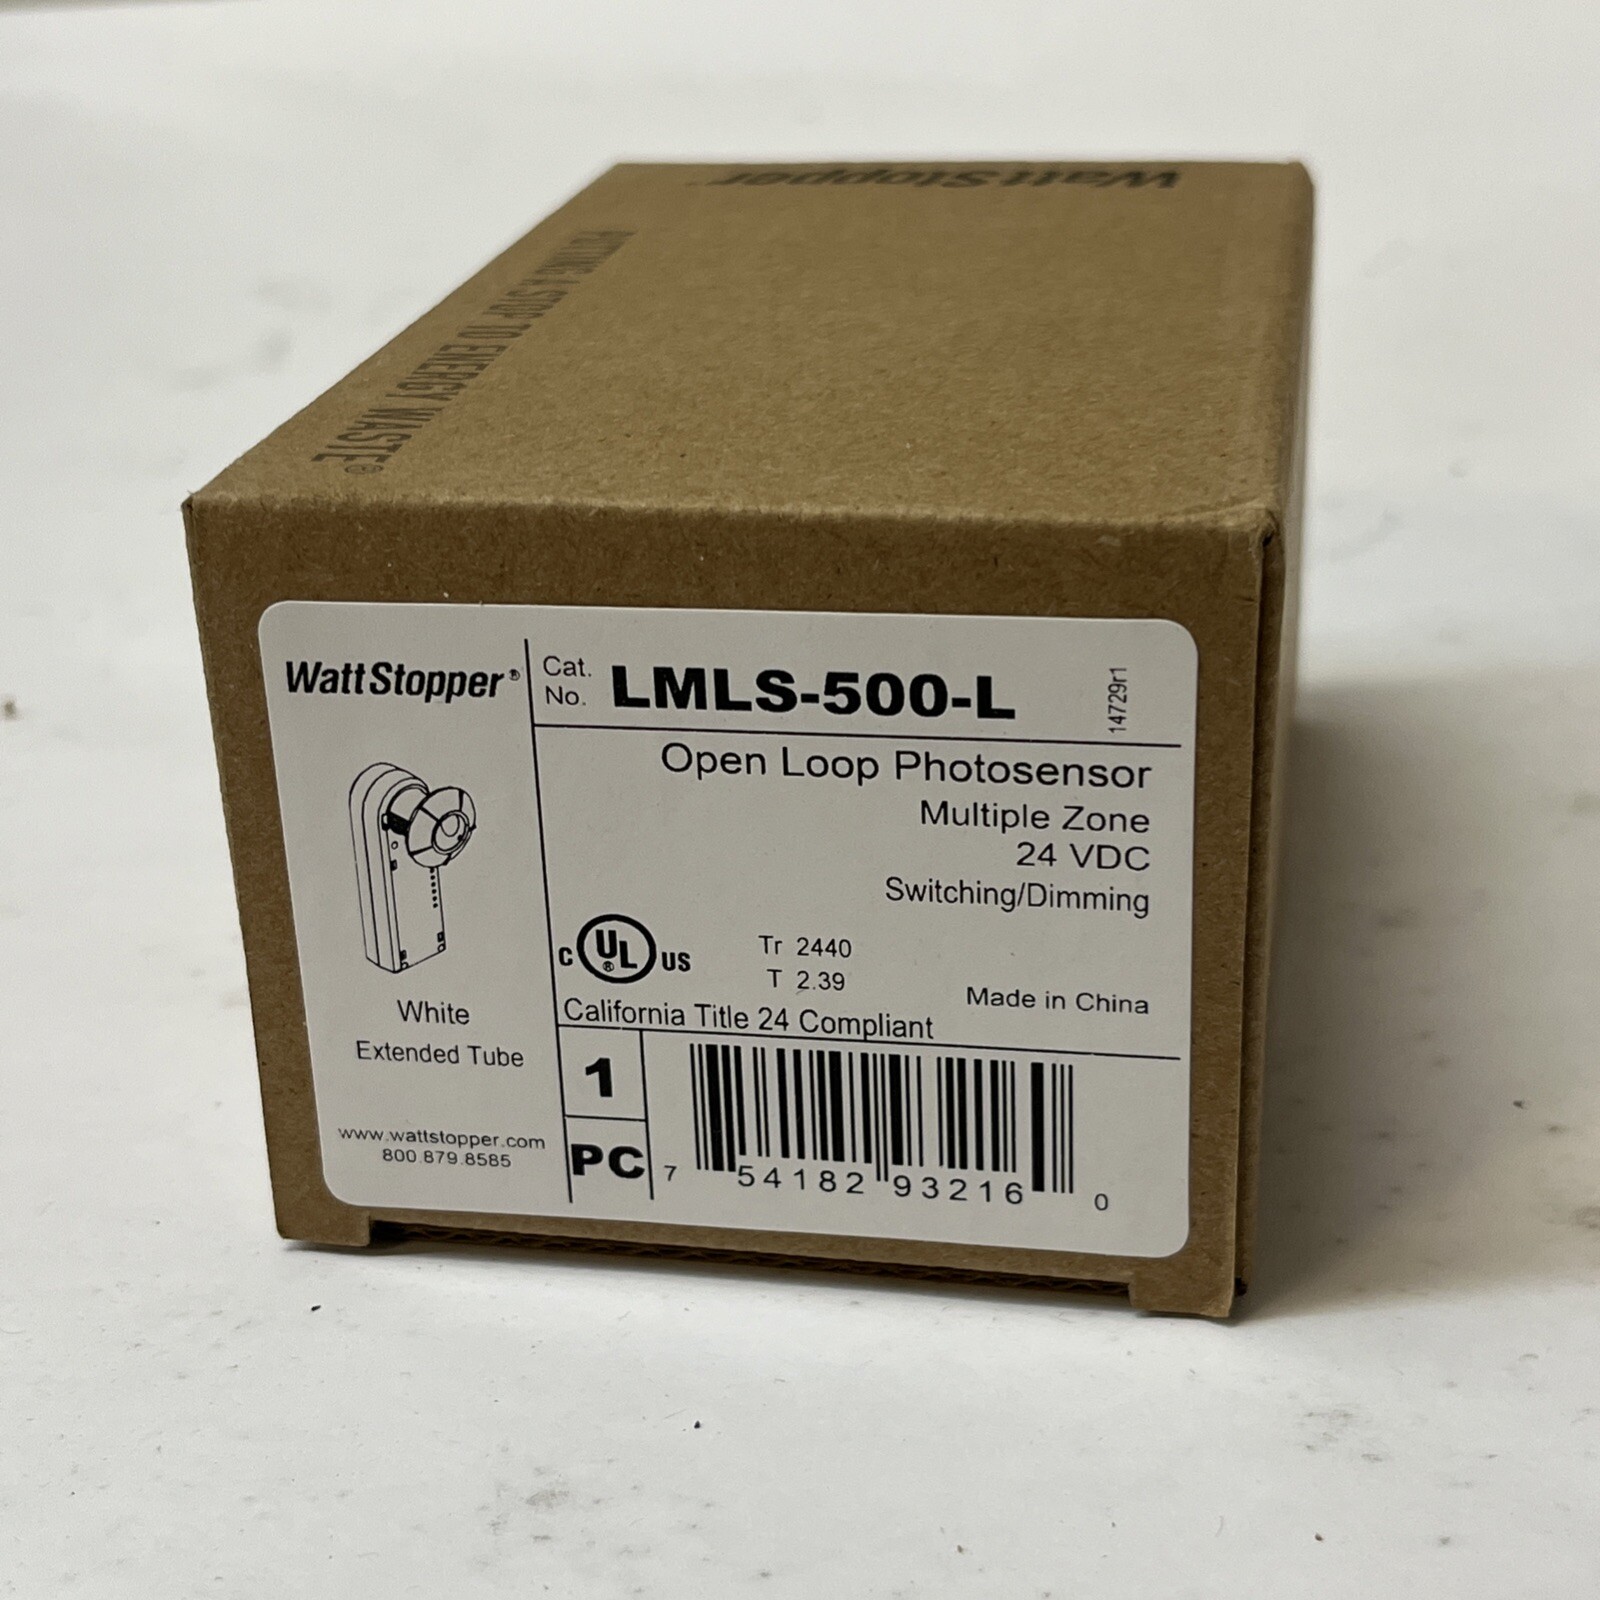 WattStopper
PUTTING A STOP TO ENERGY WASTE®
WattStopper®
Cat. No. LMLS-500-L
14729r1
Open Loop Photosensor
Multiple Zone
24 VDC
Switching/Dimming
C UL® US
Tr 2440
T 2.39
Made in China
California Title 24 Compliant
White
Extended Tube
www.wattstopper.com
800.879.8585
1
PC
7 54182 93216 0